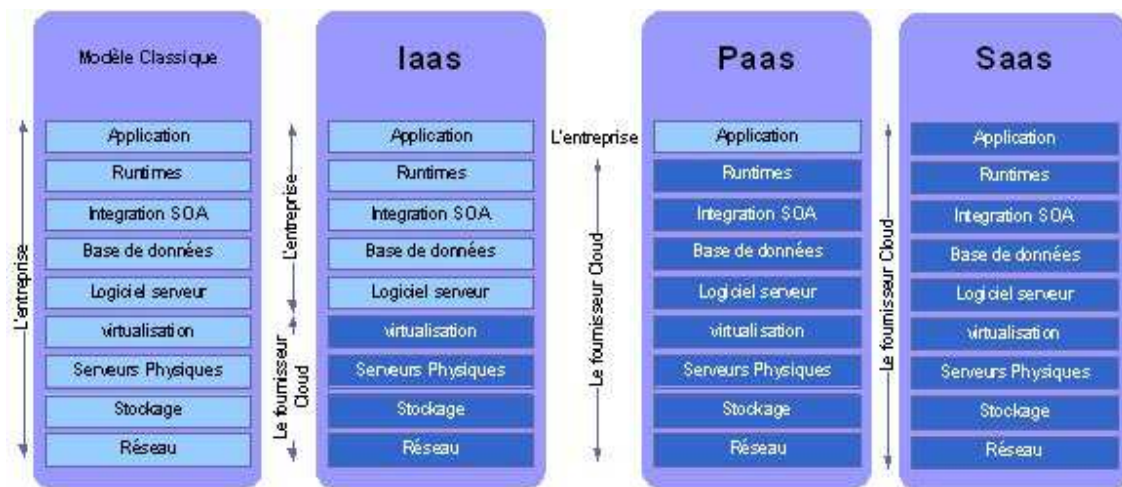 Modèle Classique
Application
Runtimes
Integration SOA
Base de données
Logiciel serveur
virtualisation
Serveurs Physiques
Stockage
Réseau
L'entreprise
Iaas
Application
Runtimes
Integration SOA
Base de données
Logiciel serveur
virtualisation
Serveurs Physiques
Stockage
Réseau
L'entreprise
Le fournisseur
Cloud
Paas
L'entreprise
Application
Runtimes
Integration SOA
Base de données
Logiciel serveur
virtualisation
Serveurs Physiques
Stockage
Réseau
Le fournisseur Cloud
Saas
Application
Runtimes
Integration SOA
Base de données
Logiciel serveur
virtualisation
Serveurs Physiques
Stockage
Réseau
Le fournisseur Cloud